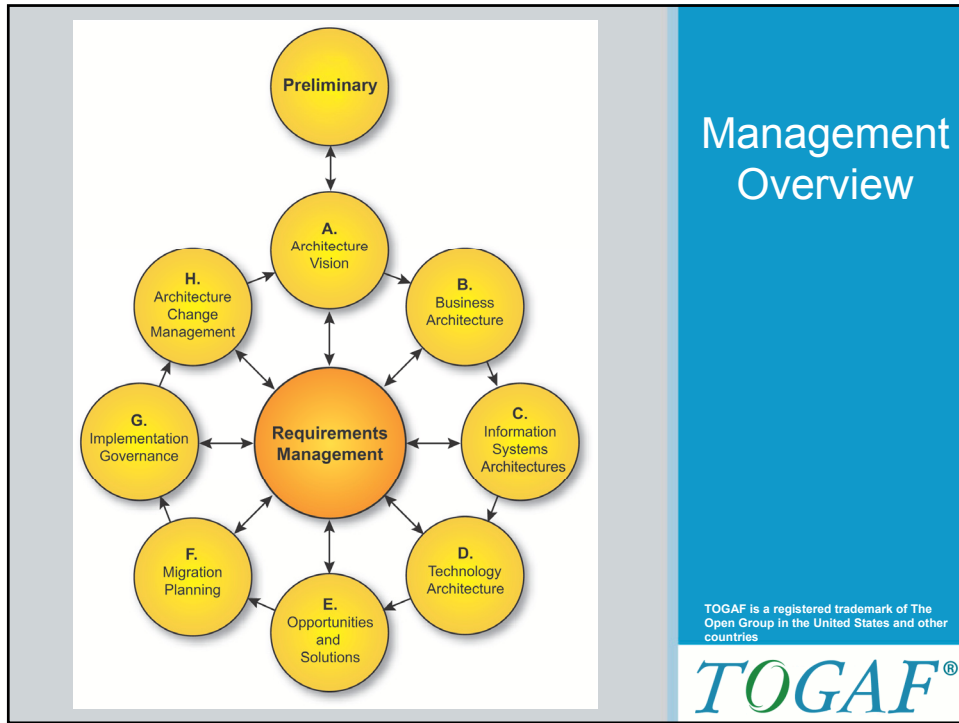 Preliminary
A.
Architecture
Vision
B.
Business
Architecture
C.
Information
Systems
Architectures
D.
Technology
Architecture
E.
Opportunities
and
Solutions
F.
Migration
Planning
G.
Implementation
Governance
H.
Architecture
Change
Management
Requirements
Management
Management
Overview
TOGAF is a registered trademark of The
Open Group in the United States and other
countries
TOGAF®